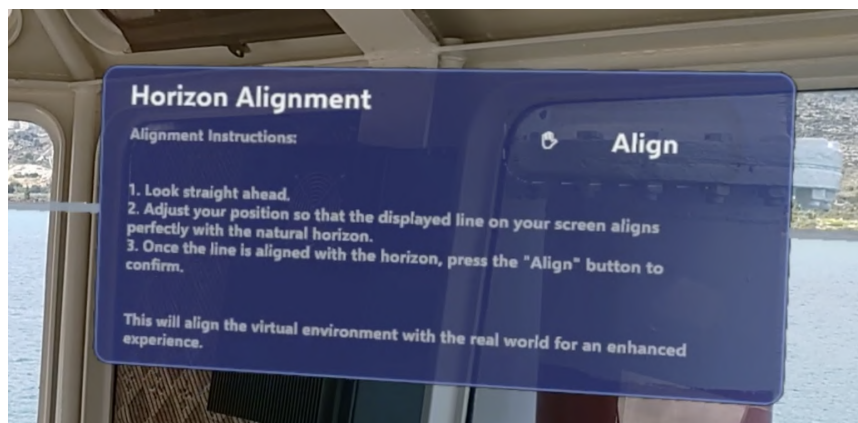 Horizon Alignment
Alignment Instructions:
Align
1. Look straight ahead.
2. Adjust your position so that the displayed line on your screen aligns
perfectly with the natural horizon.
3. Once the line is aligned with the horizon, press the "Align" button to
confirm.
This will align the virtual environment with the real world for an enhanced
experience.